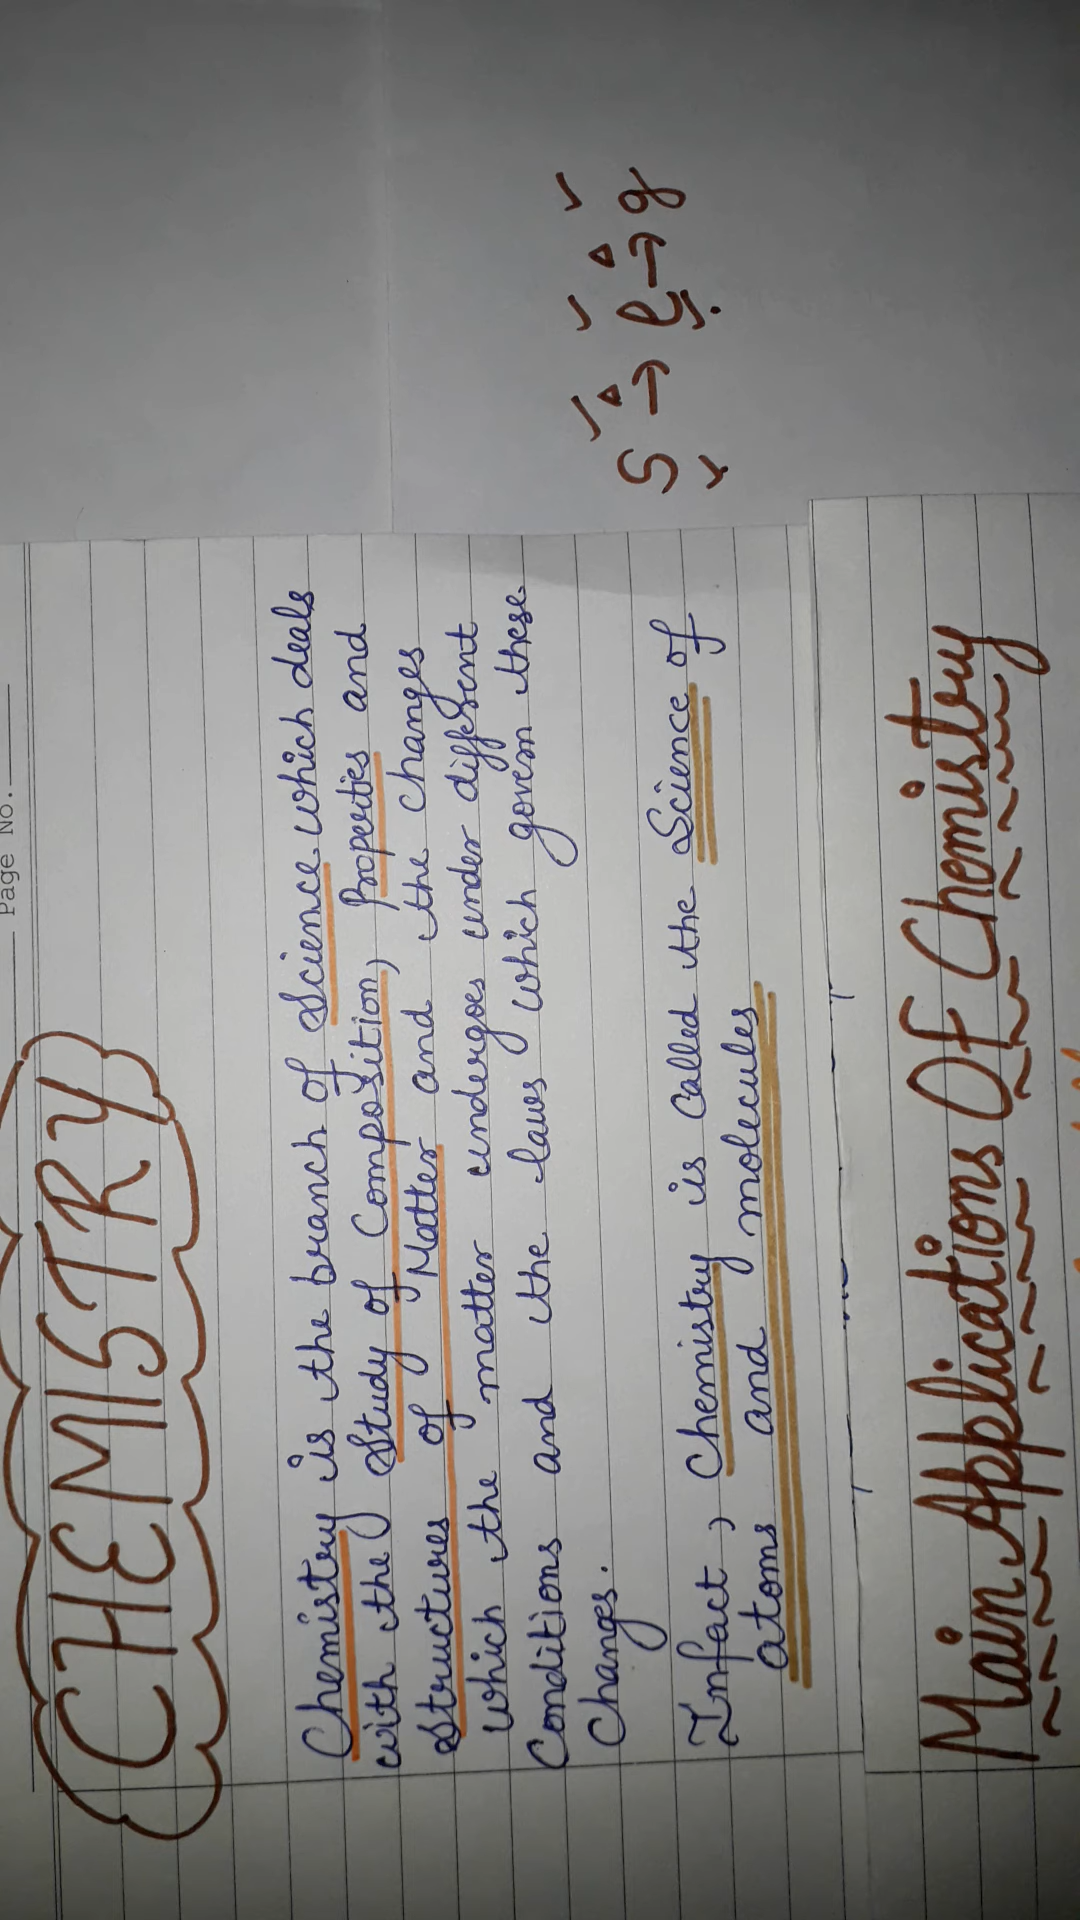 Page No.
CHEMISTRY
Chemistry is the branch of Science which deals
with the Study of Composition, Properties and
Structures of Matter and the changes
which the matter undergoes under different
Conditions and the laws which govern these
Changes.
S →Δ l →Δ g
Infact, Chemistry is called the Science of
atoms and molecules
Main Applications Of Chemistry